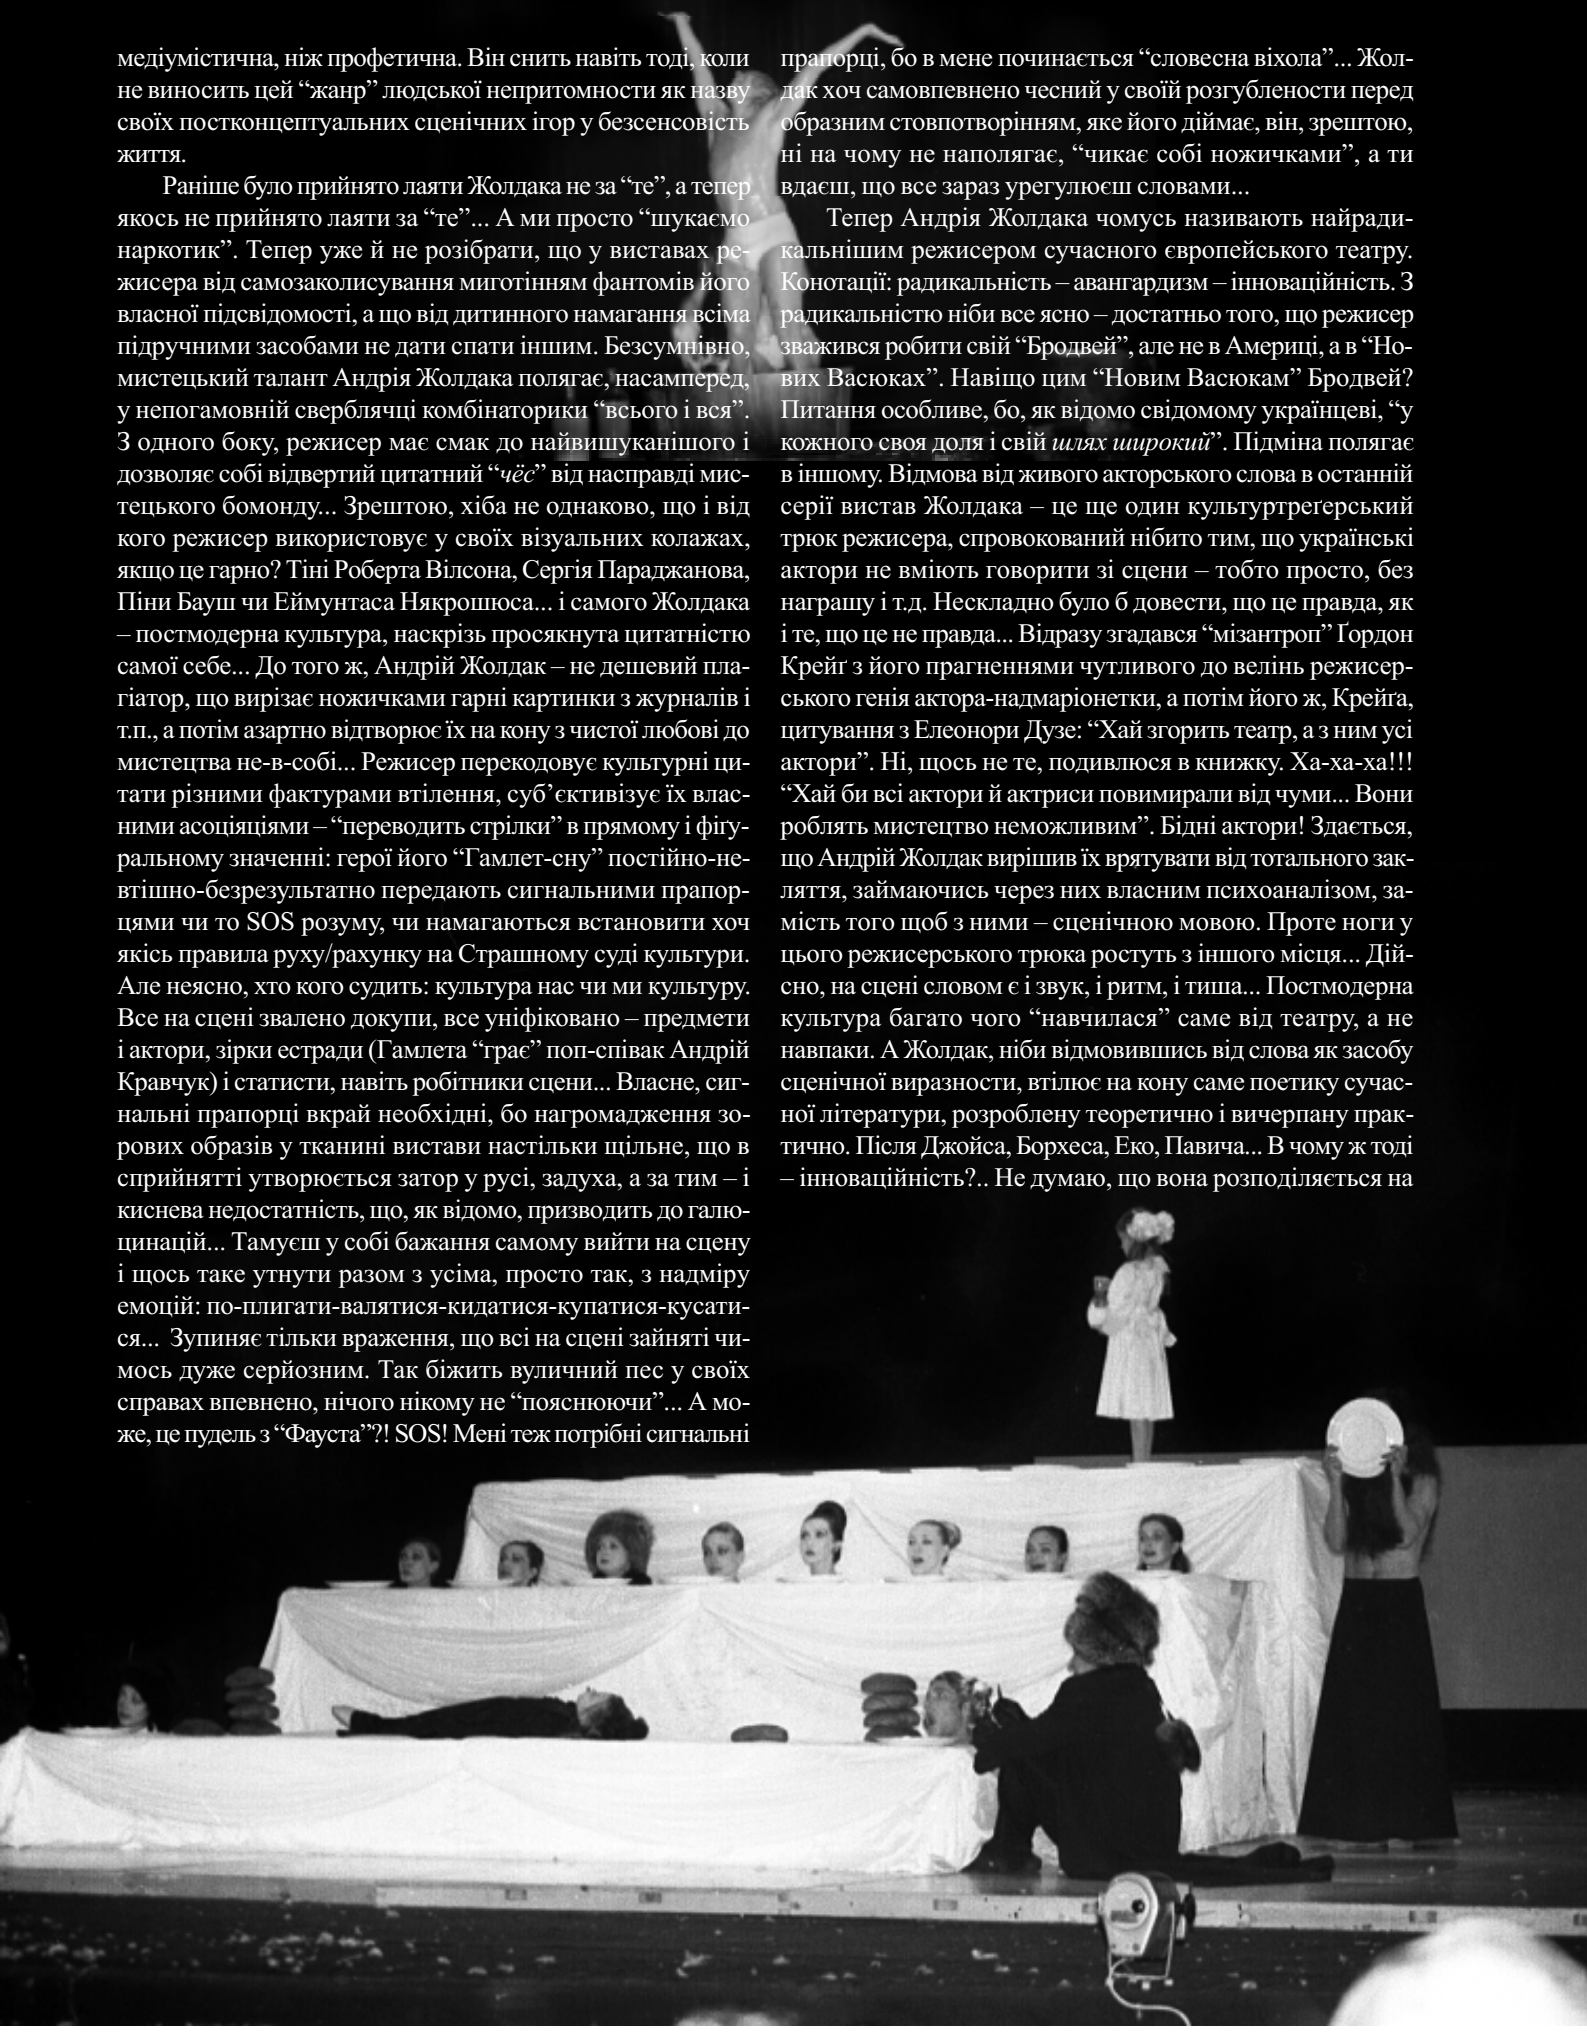 медіумістична, ніж профетична. Він снить навіть тоді, коли
не виносить цей “жанр” людської непритомности як назву
своїх постконцептуальних сценічних ігор у безсенсовість
життя.
Раніше було прийнято лаяти Жолдака не за “те”, а тепер
якось не прийнято лаяти за “те”... А ми просто “шукаємо
наркотик”. Тепер уже й не розібрати, що у виставах ре-
жисера від самозаколисування миготінням фантомів його
власної підсвідомості, а що від дитинного намагання всіма
підручними засобами не дати спати іншим. Безсумнівно,
мистецький талант Андрія Жолдака полягає, насамперед,
у непогамовній сверблячці комбінаторики “всього і вся”.
З одного боку, режисер має смак до найвишуканішого і
дозволяє собі відвертий цитатний “чёс” від насправді мис-
тецького бомонду... Зрештою, хіба не однаково, що і від
кого режисер використовує у своїх візуальних колажах,
якщо це гарно? Тіні Роберта Вілсона, Сергія Параджанова,
Піни Бауш чи Еймунтаса Някрошюса... і самого Жолдака
– постмодерна культура, наскрізь просякнута цитатністю
самої себе... До того ж, Андрій Жолдак – не дешевий пла-
гіатор, що вирізає ножичками гарні картинки з журналів і
т.п., а потім азартно відтворює їх на кону з чистої любові до
мистецтва не-в-собі... Режисер перекодовує культурні ци-
тати різними фактурами втілення, суб’єктивізує їх влас-
ними асоціяціями – “переводить стрілки” в прямому і фіґу-
ральному значенні: герої його “Гамлет-сну” постійно-не-
втішно-безрезультатно передають сигнальними прапор-
цями чи то SOS розуму, чи намагаються встановити хоч
якісь правила руху/рахунку на Страшному суді культури.
Але неясно, хто кого судить: культура нас чи ми культуру.
Все на сцені звалено докупи, все уніфіковано – предмети
і актори, зірки естради (Гамлета “грає” поп-співак Андрій
Кравчук) і статисти, навіть робітники сцени... Власне, сиг-
нальні прапорці вкрай необхідні, бо нагромадження зо-
рових образів у тканині вистави настільки щільне, що в
сприйнятті утворюється затор у русі, задуха, а за тим – і
киснева недостатність, що, як відомо, призводить до галю-
цинацій... Тамуєш у собі бажання самому вийти на сцену
і щось таке утнути разом з усіма, просто так, з надміру
емоцій: по-плигати-валятися-кидатися-купатися-кусати-
ся... Зупиняє тільки враження, що всі на сцені зайняті чи-
мось дуже серйозним. Так біжить вуличний пес у своїх
справах впевнено, нічого нікому не “пояснюючи”... А мо-
же, це пудель з “Фауста”?! SOS! Мені теж потрібні сигнальні
прапорці, бо в мене починається “словесна віхола”... Жол-
дак хоч самовпевнено чесний у своїй розгублености перед
образним стовпотворінням, яке його діймає, він, зрештою,
ні на чому не наполягає, “чикає собі ножичками”, а ти
вдаєш, що все зараз урегулюєш словами...
Тепер Андрія Жолдака чомусь називають найради-
кальнішим режисером сучасного європейського театру.
Конотації: радикальність – авангардизм – інноваційність. З
радикальністю ніби все ясно – достатньо того, що режисер
зважився робити свій “Бродвей”, але не в Америці, а в “Но-
вих Васюках”. Навіщо цим “Новим Васюкам” Бродвей?
Питання особливе, бо, як відомо свідомому українцеві, “у
кожного своя доля і свій шлях широкий”. Підміна полягає
в іншому. Відмова від живого акторського слова в останній
серії вистав Жолдака – це ще один культуртреґерський
трюк режисера, спровокований нібито тим, що українські
актори не вміють говорити зі сцени – тобто просто, без
награшу і т.д. Нескладно було б довести, що це правда, як
і те, що це не правда... Відразу згадався “мізантроп” Ґордон
Крейґ з його прагненнями чутливого до велінь режисер-
ського генія актора-надмаріонетки, а потім його ж, Крейґа,
цитування з Елеонори Дузе: “Хай згорить театр, а з ним усі
актори”. Ні, щось не те, подивлюся в книжку. Ха-ха-ха!!!
“Хай би всі актори й актриси повимирали від чуми... Вони
роблять мистецтво неможливим”. Бідні актори! Здається,
що Андрій Жолдак вирішив їх врятувати від тотального зак-
ляття, займаючись через них власним психоаналізом, за-
мість того щоб з ними – сценічною мовою. Проте ноги у
цього режисерського трюка ростуть з іншого місця... Дій-
сно, на сцені словом є і звук, і ритм, і тиша... Постмодерна
культура багато чого “навчилася” саме від театру, а не
навпаки. А Жолдак, ніби відмовившись від слова як засобу
сценічної виразности, втілює на кону саме поетику сучас-
ної літератури, розроблену теоретично і вичерпану прак-
тично. Після Джойса, Борхеса, Еко, Павича... В чому ж тоді
– інноваційність?.. Не думаю, що вона розподіляється на